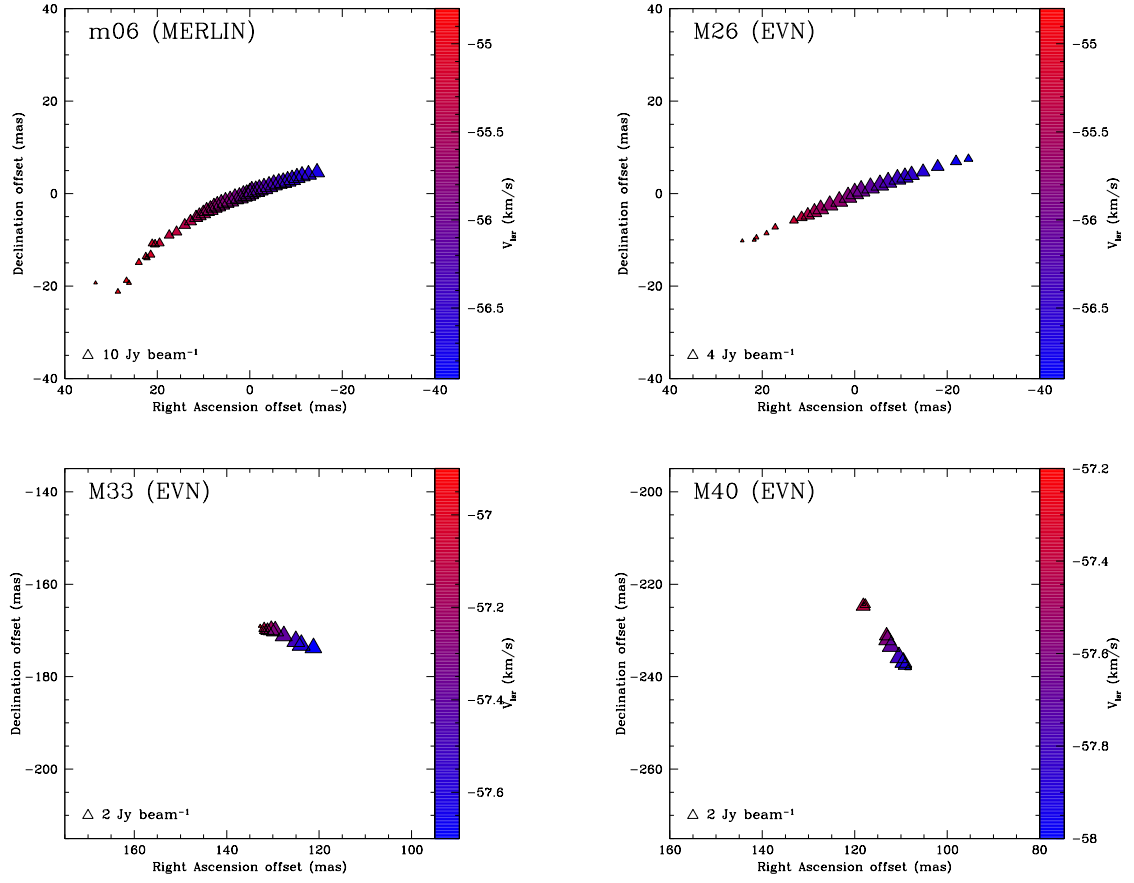 m06 (MERLIN)
40
20
0
−20
−40
Declination offset (mas)
40
20
0
−20
−40
Right Ascension offset (mas)
△ 10 Jy beam⁻¹
−55
−55.5
−56
−56.5
V_lsr (km/s)
M26 (EVN)
40
20
0
−20
−40
Declination offset (mas)
40
20
0
−20
−40
Right Ascension offset (mas)
△ 4 Jy beam⁻¹
−55
−55.5
−56
−56.5
V_lsr (km/s)
M33 (EVN)
−140
−160
−180
−200
Declination offset (mas)
160
140
120
100
Right Ascension offset (mas)
△ 2 Jy beam⁻¹
−57
−57.2
−57.4
−57.6
V_lsr (km/s)
M40 (EVN)
−200
−220
−240
−260
Declination offset (mas)
160
140
120
100
80
Right Ascension offset (mas)
△ 2 Jy beam⁻¹
−57.2
−57.4
−57.6
−57.8
−58
V_lsr (km/s)